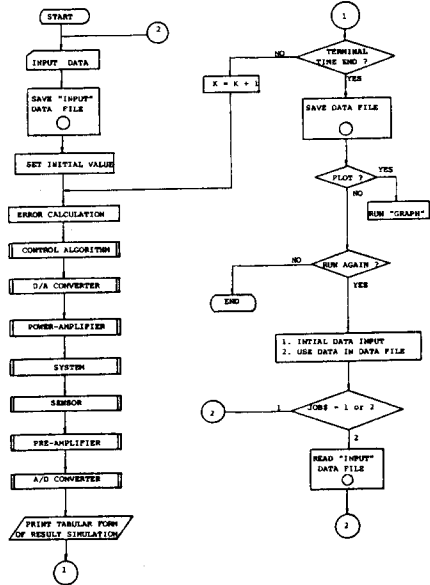 START
2
INPUT DATA
SAVE "INPUT"
DATA FILE
SET INITIAL VALUE
ERROR CALCULATION
CONTROL ALGORITHM
D/A CONVERTER
POWER-AMPLIFIER
SYSTEM
SENSOR
PRE-AMPLIFIER
A/D CONVERTER
PRINT TABULAR FORM
OF RESULT SIMULATION
1
1
TERMINAL
TIME END ?
NO
YES
K = K + 1
SAVE DATA FILE
PLOT ?
YES
NO
RUN "GRAPH"
RUN AGAIN ?
NO
YES
END
1. INTIAL DATA INPUT
2. USE DATA IN DATA FILE
JOB$ = 1 or 2
1
2
2
READ "INPUT"
DATA FILE
2